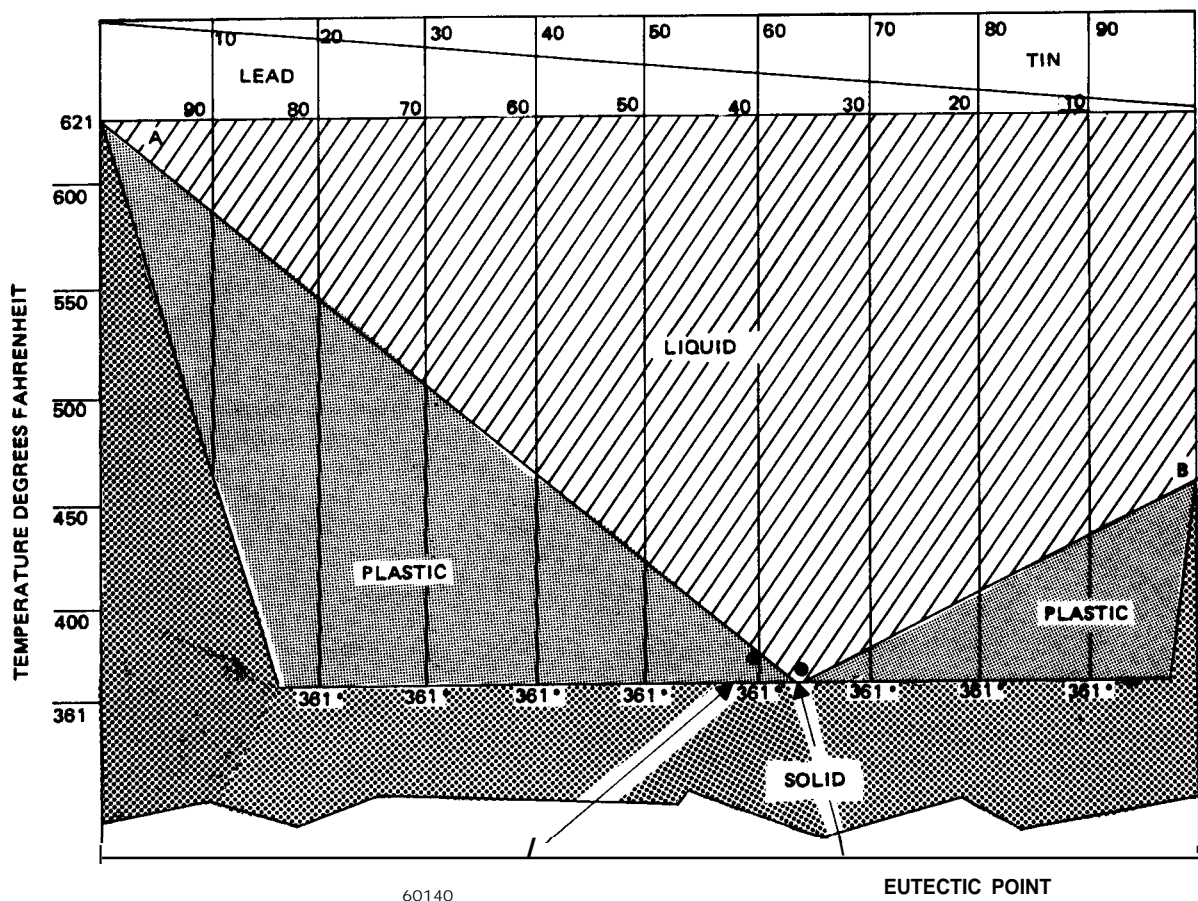 10 20 30 40 50 60 70 80 90
LEAD TIN
90 80 70 60 50 40 30 20 10
621
A
600
550
LIQUID
500
B
450
PLASTIC
PLASTIC
400
361° 361° 361° 361° 361° 361° 361° 361°
361
SOLID
TEMPERATURE DEGREES FAHRENHEIT
60140
EUTECTIC POINT